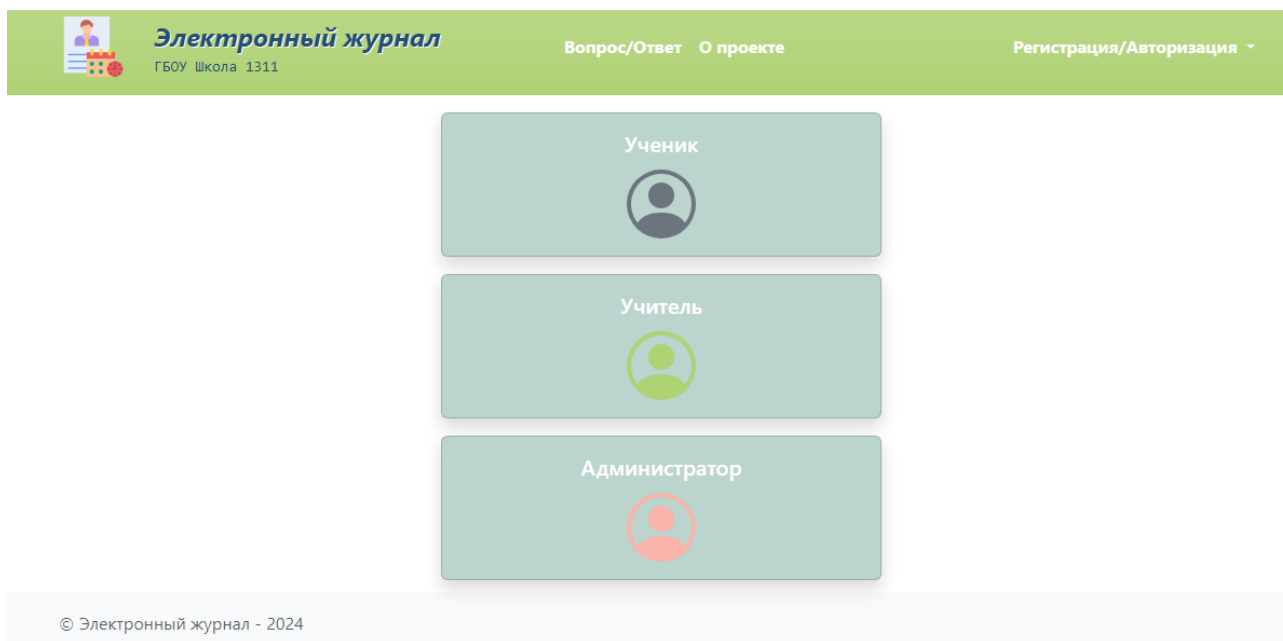 Электронный журнал
ГБОУ Школа 1311
Вопрос/Ответ О проекте
Регистрация/Авторизация
Ученик
Учитель
Администратор
© Электронный журнал - 2024